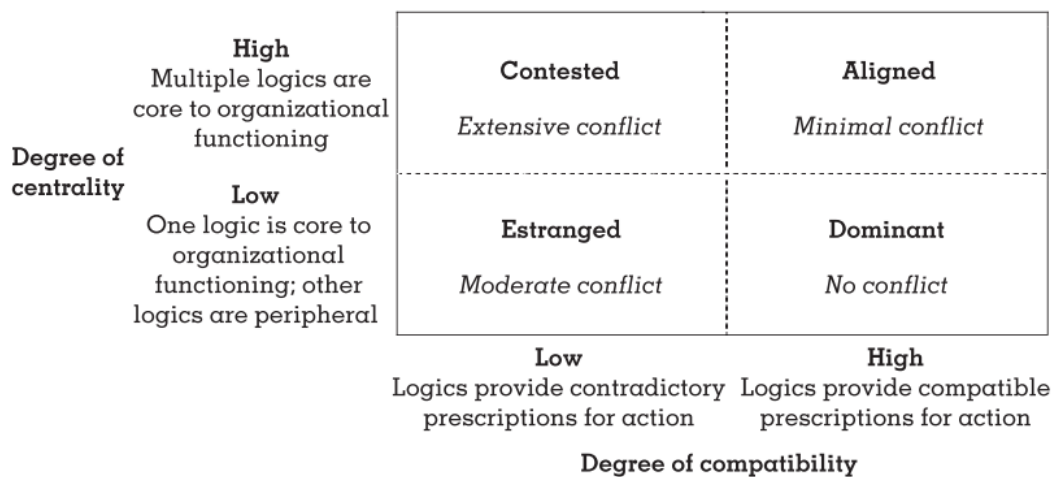 High
Multiple logics are
core to organizational
functioning
Contested
Extensive conflict
Aligned
Minimal conflict
Degree of
centrality
Low
One logic is core to
organizational
functioning; other
logics are peripheral
Estranged
Moderate conflict
Dominant
No conflict
Low
Logics provide contradictory
prescriptions for action
High
Logics provide compatible
prescriptions for action
Degree of compatibility